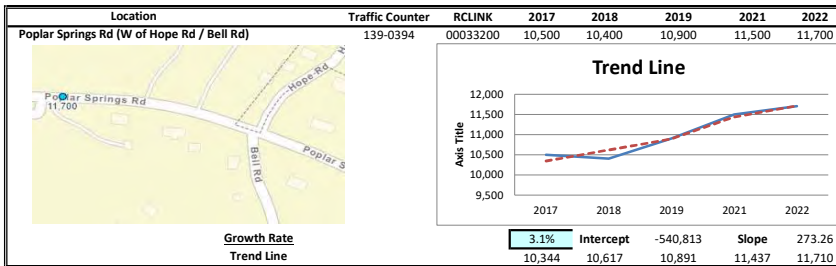 Location Traffic Counter RCLINK 2017 2018 2019 2021 2022
Poplar Springs Rd (W of Hope Rd / Bell Rd) 139-0394 00033200 10,500 10,400 10,900 11,500 11,700
Poplar Springs Rd
11,700
Hope Rd
H
Bell Rd
Poplar S
Trend Line
Axis Title
12,000
11,500
11,000
10,500
10,000
9,500
2017 2018 2019 2021 2022
Growth Rate 3.1% Intercept -540,813 Slope 273.26
Trend Line 10,344 10,617 10,891 11,437 11,710